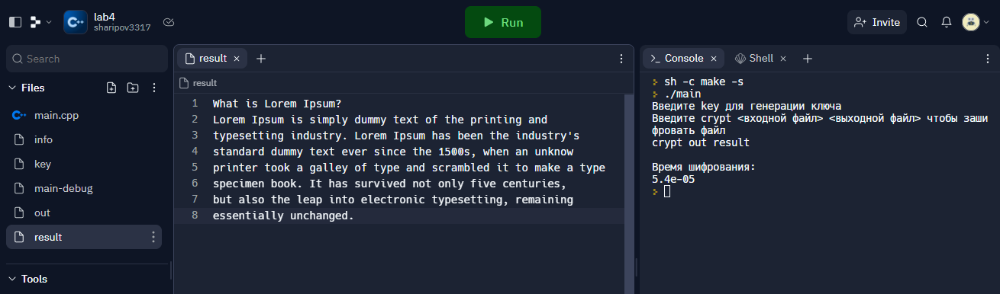 lab4
sharipov3317
Run
Invite
Search
Files
C++ main.cpp
info
key
main-debug
out
result
Tools
result
result
1 What is Lorem Ipsum?
2 Lorem Ipsum is simply dummy text of the printing and
3 typesetting industry. Lorem Ipsum has been the industry's
4 standard dummy text ever since the 1500s, when an unknow
5 printer took a galley of type and scrambled it to make a type
6 specimen book. It has survived not only five centuries,
7 but also the leap into electronic typesetting, remaining
8 essentially unchanged.
Console
Shell
sh -c make -s
./main
Введите key для генерации ключа
Введите crypt <входной файл> <выходной файл> чтобы заши
фровать файл
crypt out result
Время шифрования:
5.4e-05